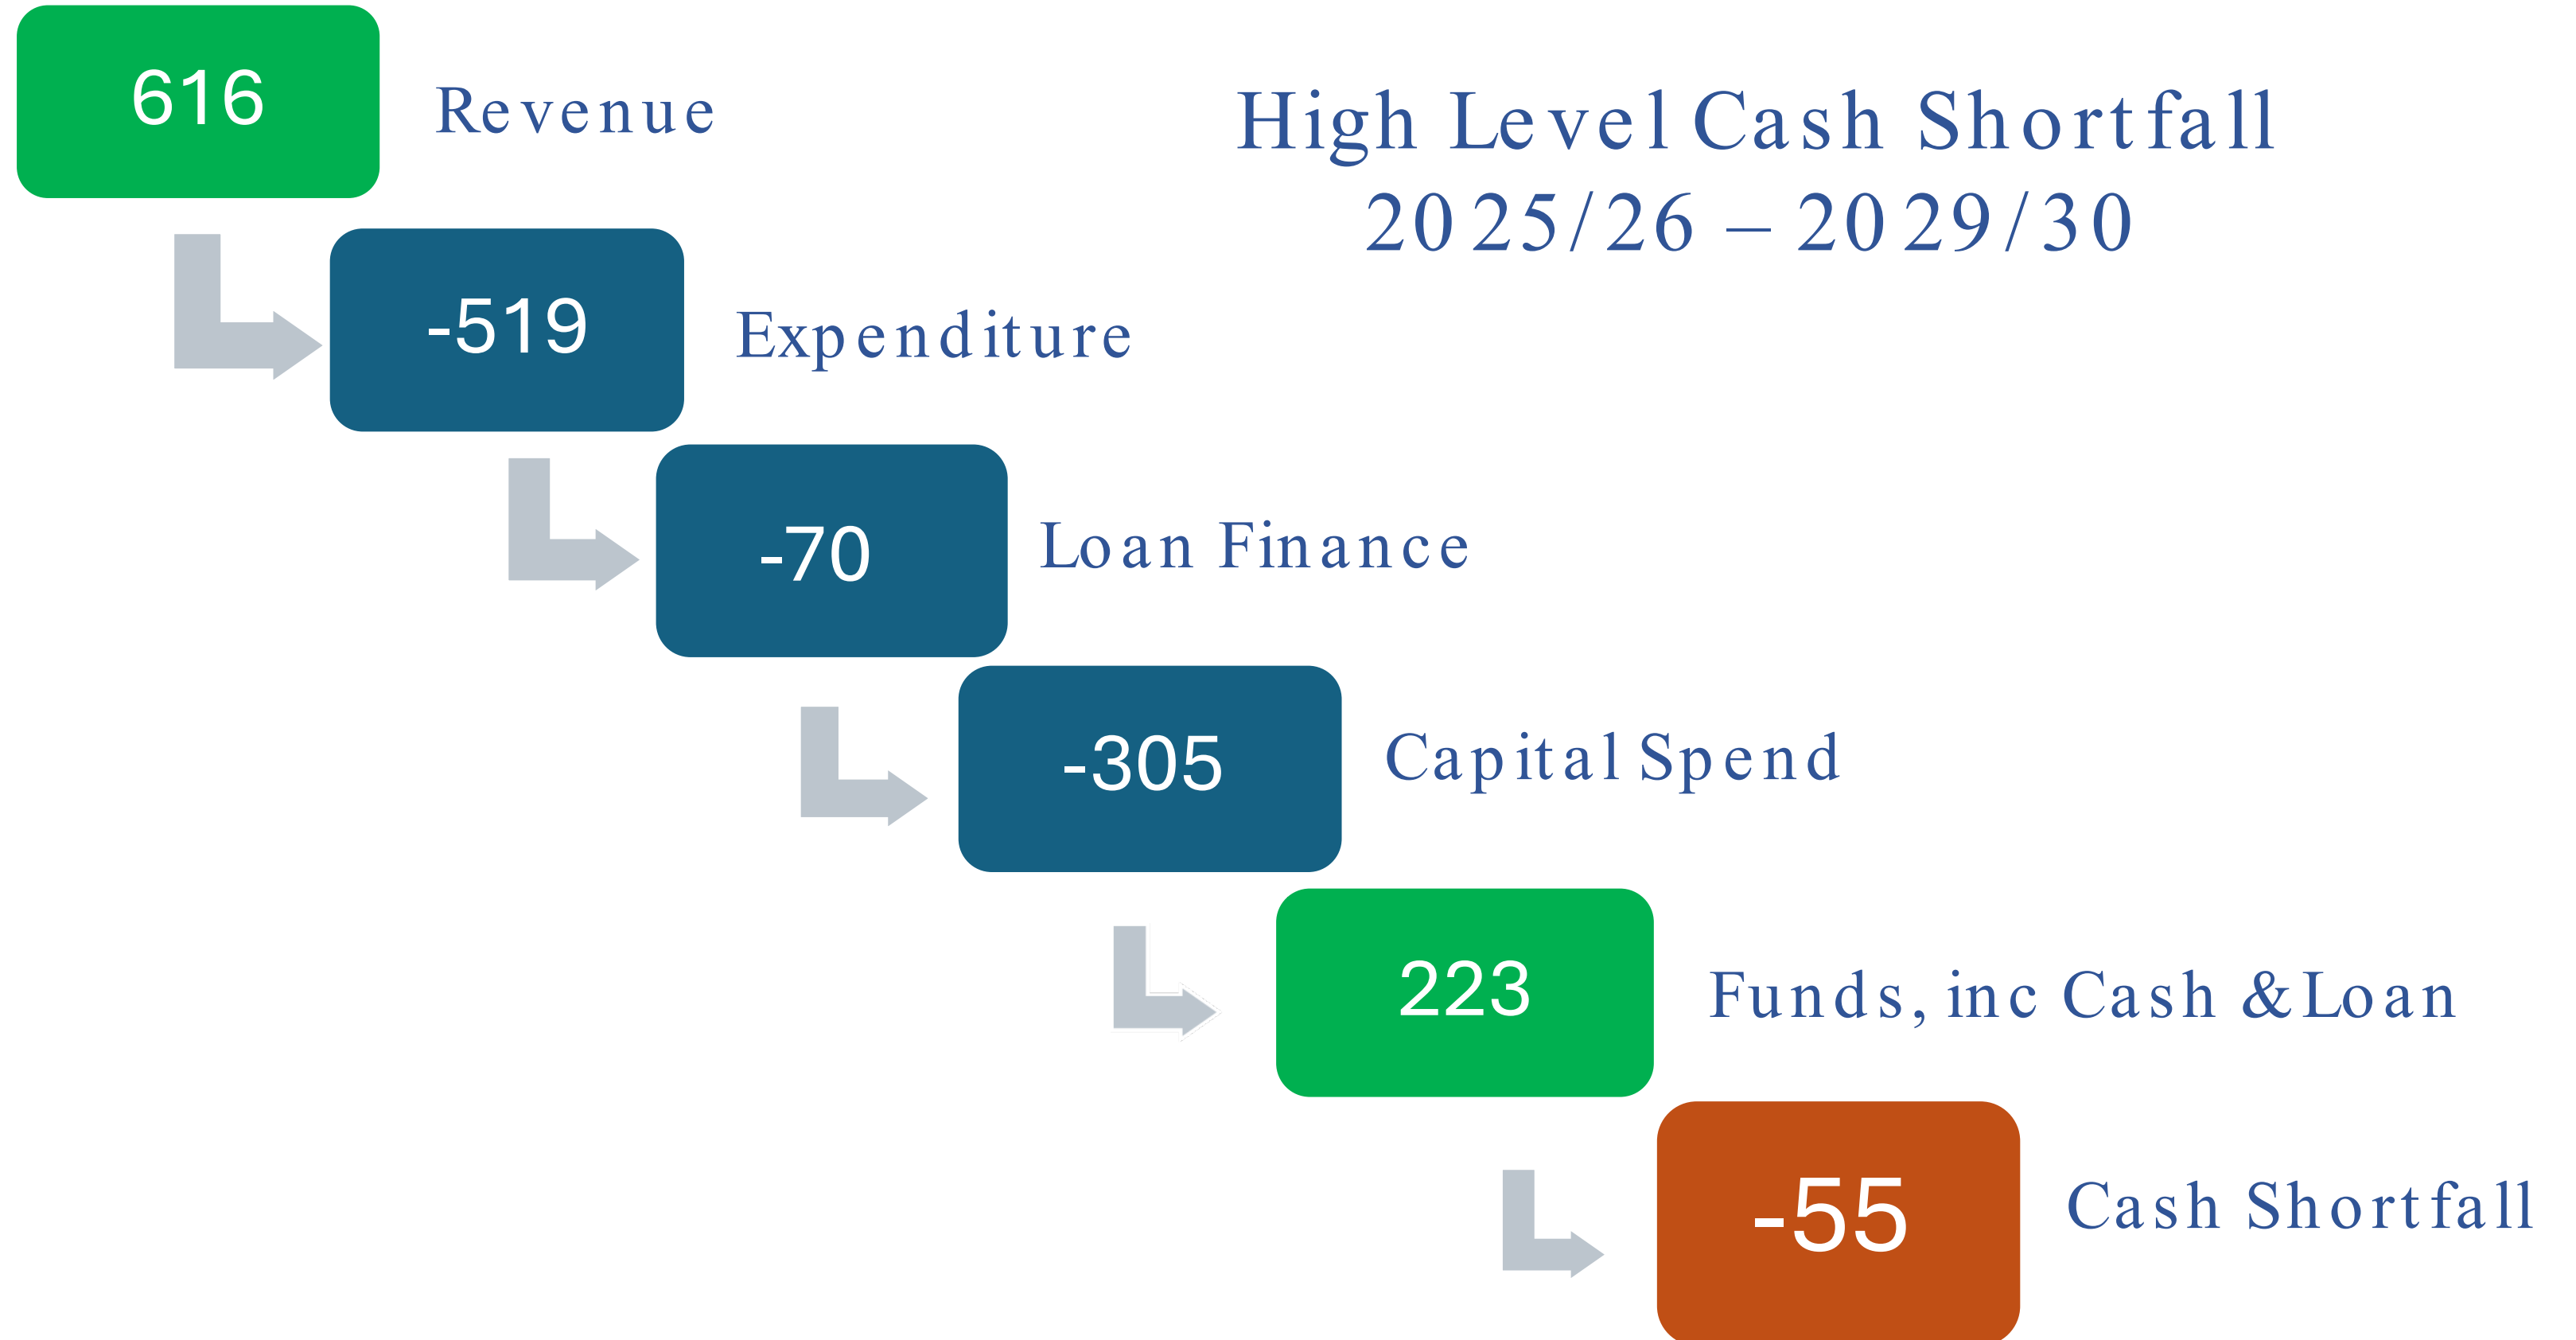 616
Revenue
High Level Cash Shortfall
2025/26 – 2029/30
-519
Expenditure
-70
Loan Finance
-305
Capital Spend
223
Funds, inc Cash & Loan
-55
Cash Shortfall